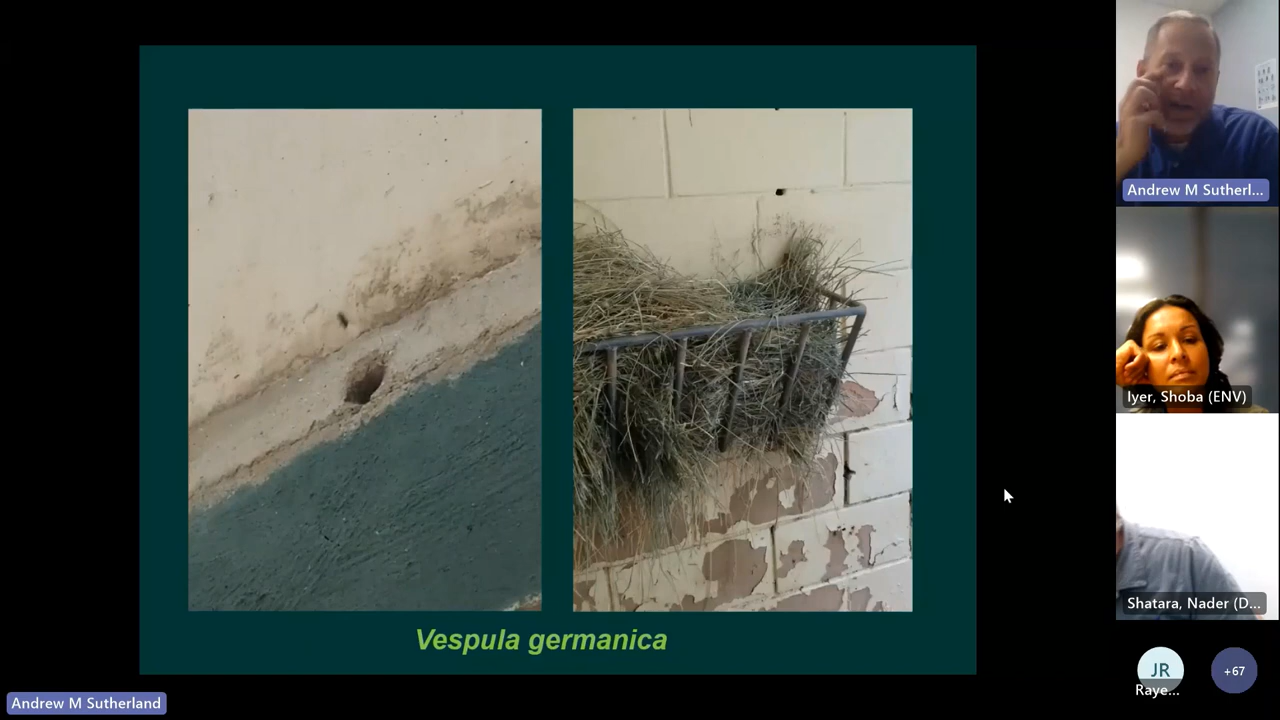 Vespula germanica
Andrew M Sutherland
Andrew M Sutherl...
Iyer, Shoba (ENV)
Shatara, Nader (D...
JR
Raye...
+67